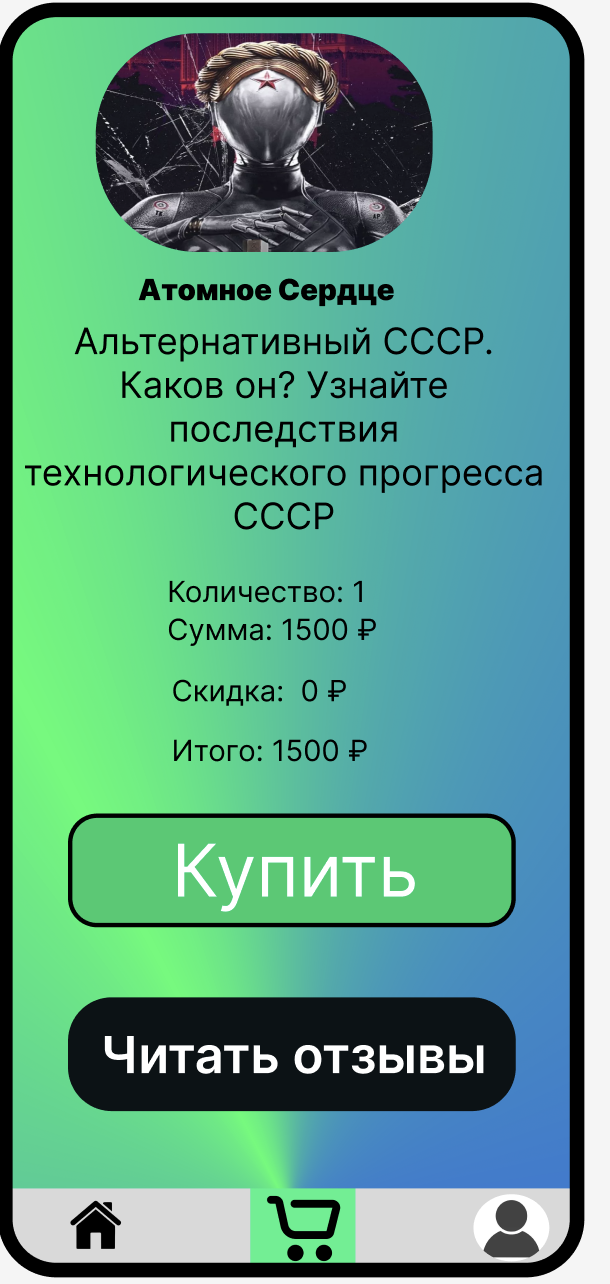 Атомное Сердце
Альтернативный СССР.
Каков он? Узнайте
последствия
технологического прогресса
СССР
Количество: 1
Сумма: 1500 ₽
Скидка:  0 ₽
Итого: 1500 ₽
Купить
Читать отзывы